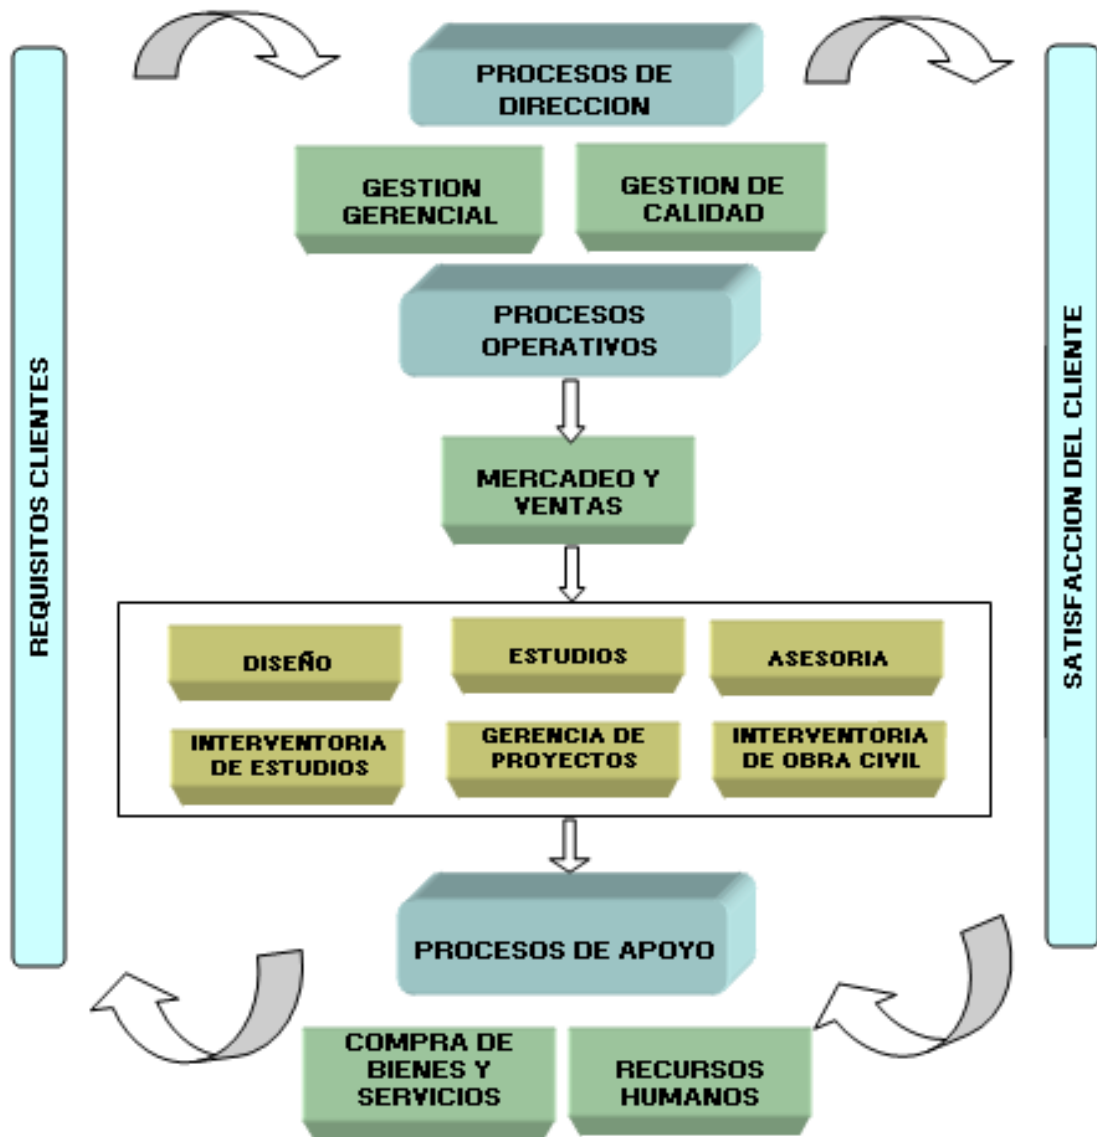 PROCESOS DE
DIRECCION
GESTION
GERENCIAL
GESTION DE
CALIDAD
PROCESOS
OPERATIVOS
REQUISITOS CLIENTES
SATISFACCION DEL CLIENTE
MERCADEO Y
VENTAS
DISEÑO
ESTUDIOS
ASESORIA
INTERVENTORIA
DE ESTUDIOS
GERENCIA DE
PROYECTOS
INTERVENTORIA
DE OBRA CIVIL
PROCESOS DE APOYO
COMPRA DE
BIENES Y
SERVICIOS
RECURSOS
HUMANOS